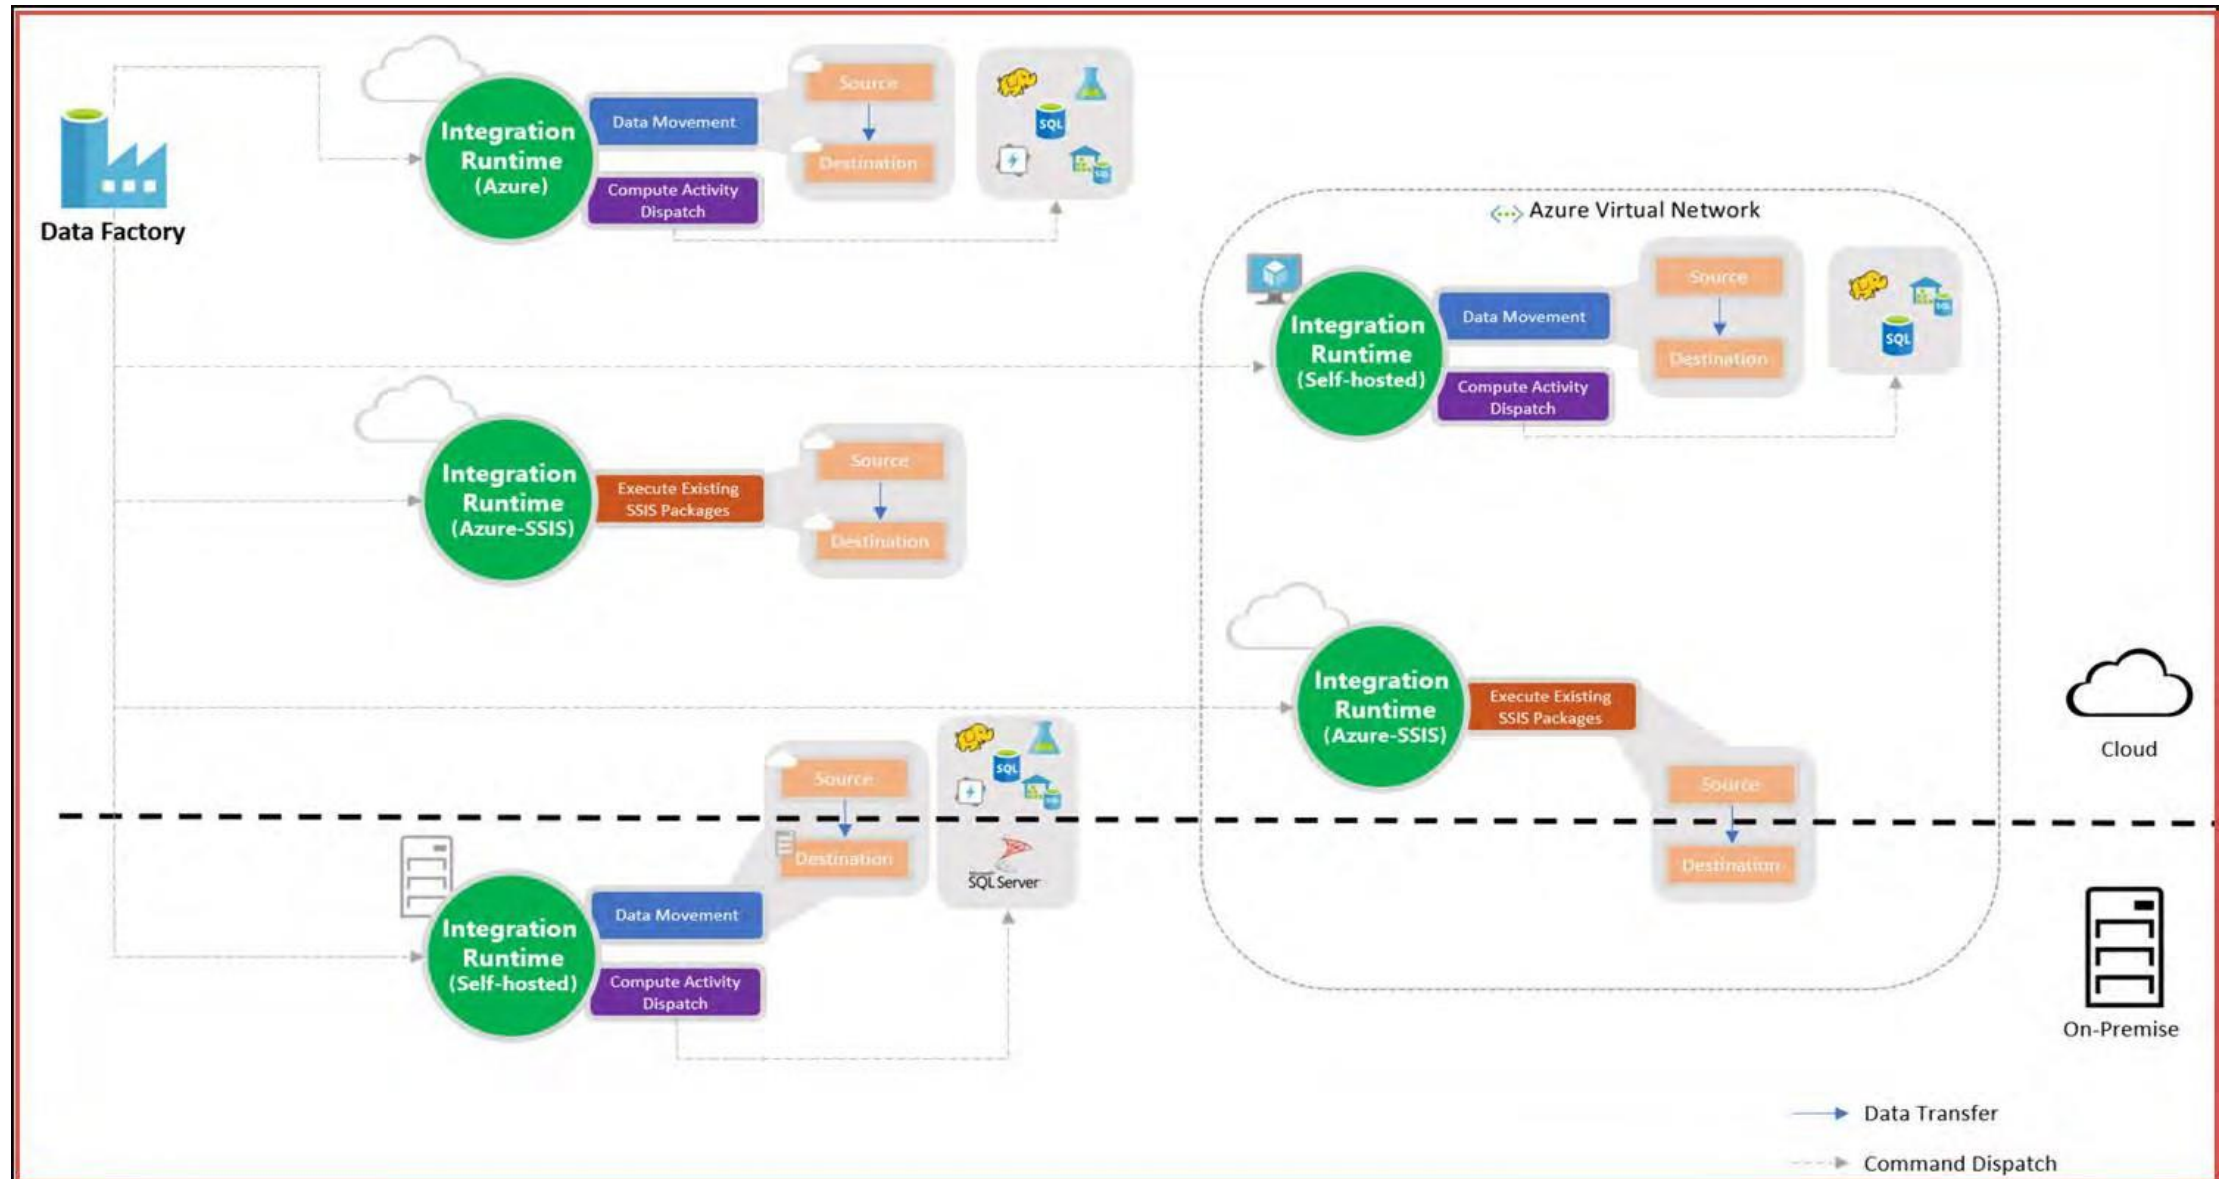 Data Factory
Integration
Runtime
(Azure)
Data Movement
Compute Activity
Dispatch
Source
Destination
SQL
SQL
Azure Virtual Network
Integration
Runtime
(Self-hosted)
Data Movement
Compute Activity
Dispatch
Source
Destination
SQL
SQL
Integration
Runtime
(Azure-SSIS)
Execute Existing
SSIS Packages
Source
Destination
Integration
Runtime
(Azure-SSIS)
Execute Existing
SSIS Packages
Source
Destination
Cloud
Integration
Runtime
(Self-hosted)
Data Movement
Compute Activity
Dispatch
Source
Destination
SQL
SQL Server
On-Premise
Data Transfer
Command Dispatch